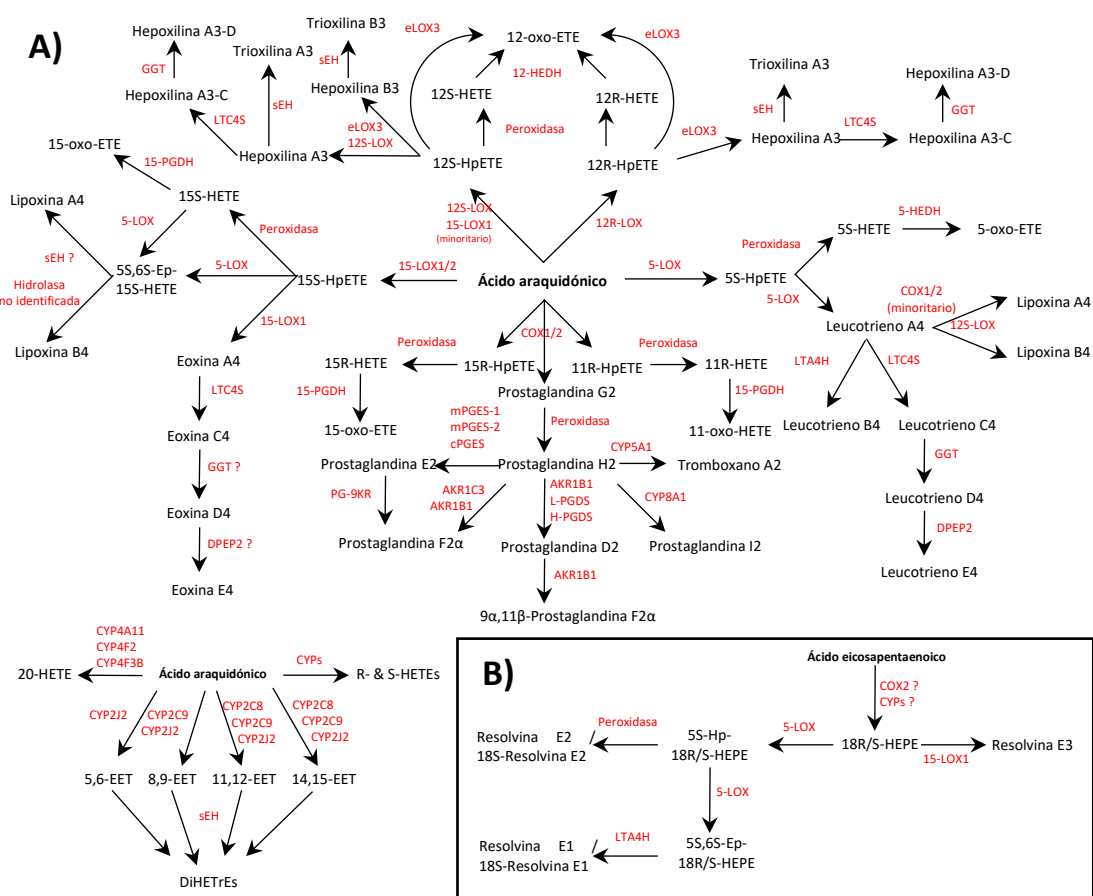 A)
Hepoxilina A3-D
GGT
Hepoxilina A3-C
LTC4S
Trioxilina A3
sEH
Hepoxilina A3
Trioxilina B3
sEH
Hepoxilina B3
eLOX3
12S-LOX
eLOX3
12-oxo-ETE
eLOX3
12-HEDH
12S-HETE
12R-HETE
Peroxidasa
12S-HpETE
12R-HpETE
eLOX3
Trioxilina A3
sEH
Hepoxilina A3
LTC4S
Hepoxilina A3-D
GGT
Hepoxilina A3-C
15-oxo-ETE
15-PGDH
15S-HETE
Lipoxina A4
5-LOX
Peroxidasa
sEH ?
Hidrolasa
no identificada
5S,6S-Ep-
15S-HETE
5-LOX
15S-HpETE
15-LOX1/2
Lipoxina B4
15-LOX1
12S-LOX
15-LOX1
(minoritario)
12R-LOX
Ácido araquidónico
5-LOX
5S-HpETE
Peroxidasa
5S-HETE
5-HEDH
5-oxo-ETE
5-LOX
Leucotrieno A4
COX1/2
(minoritario)
12S-LOX
Lipoxina A4
Lipoxina B4
LTA4H
LTC4S
Leucotrieno B4
Leucotrieno C4
GGT
Leucotrieno D4
DPEP2
Leucotrieno E4
Eoxina A4
LTC4S
Eoxina C4
GGT ?
Eoxina D4
DPEP2 ?
Eoxina E4
COX1/2
15R-HETE
Peroxidasa
15R-HpETE
11R-HpETE
Peroxidasa
11R-HETE
15-PGDH
15-oxo-ETE
15-PGDH
11-oxo-HETE
Prostaglandina G2
Peroxidasa
mPGES-1
mPGES-2
cPGES
Prostaglandina E2
Prostaglandina H2
CYP5A1
Tromboxano A2
PG-9KR
AKR1C3
AKR1B1
AKR1B1
L-PGDS
H-PGDS
CYP8A1
Prostaglandina F2α
Prostaglandina D2
Prostaglandina I2
AKR1B1
9α,11β-Prostaglandina F2α
CYP4A11
CYP4F2
CYP4F3B
20-HETE
Ácido araquidónico
CYPs
R- & S-HETEs
CYP2J2
CYP2C9
CYP2J2
CYP2C8
CYP2C9
CYP2J2
CYP2C8
CYP2C9
CYP2J2
5,6-EET
8,9-EET
11,12-EET
14,15-EET
sEH
DiHETrEs
B)
Ácido eicosapentaenoico
COX2 ?
CYPs ?
18R/S-HEPE
15-LOX1
Resolvina E3
5-LOX
5S-Hp-
18R/S-HEPE
Peroxidasa
Resolvina E2 /
18S-Resolvina E2
5-LOX
5S,6S-Ep-
18R/S-HEPE
LTA4H
Resolvina E1 /
18S-Resolvina E1